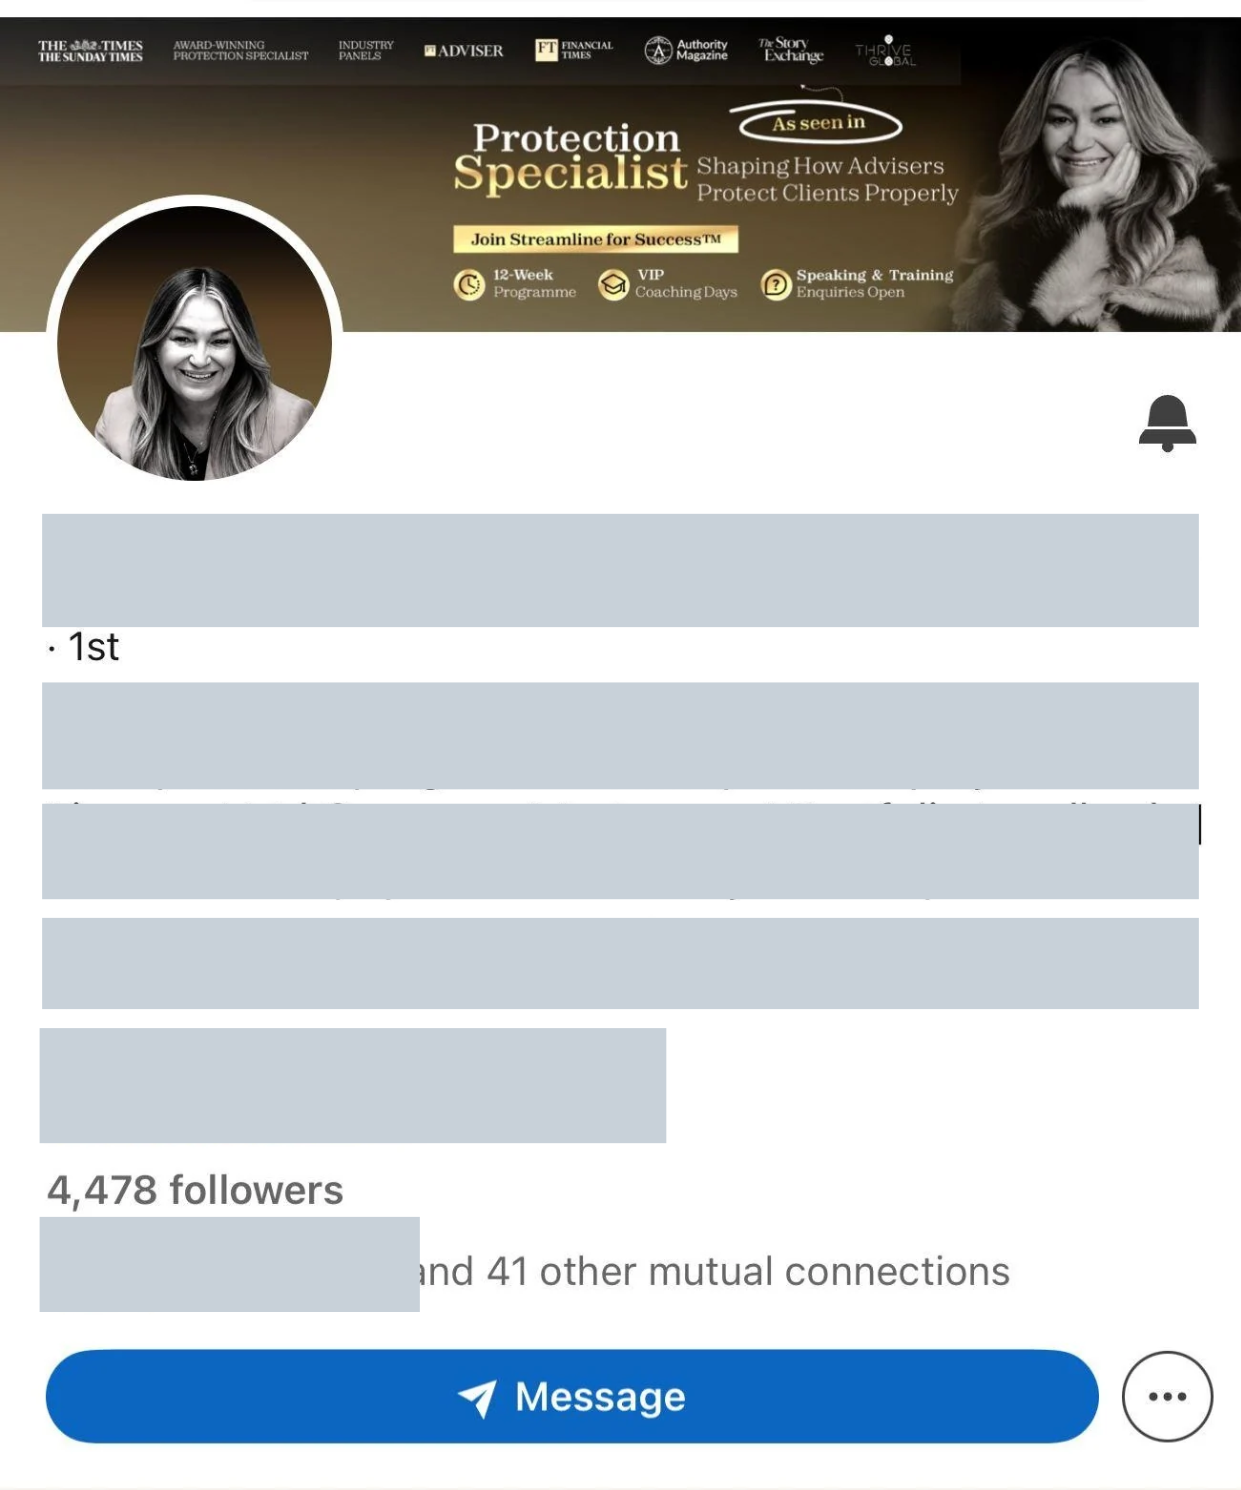 THE TIMES
THE SUNDAY TIMES
AWARD-WINNING
PROTECTION SPECIALIST
INDUSTRY
PANELS
FT ADVISER
FT FINANCIAL
TIMES
Authority
Magazine
The Story
Exchange
THRIVE
GLOBAL
As seen in
Protection
Specialist
Shaping How Advisers
Protect Clients Properly
Join Streamline for Success™
12-Week
Programme
VIP
Coaching Days
Speaking & Training
Enquiries Open
· 1st
4,478 followers
and 41 other mutual connections
Message